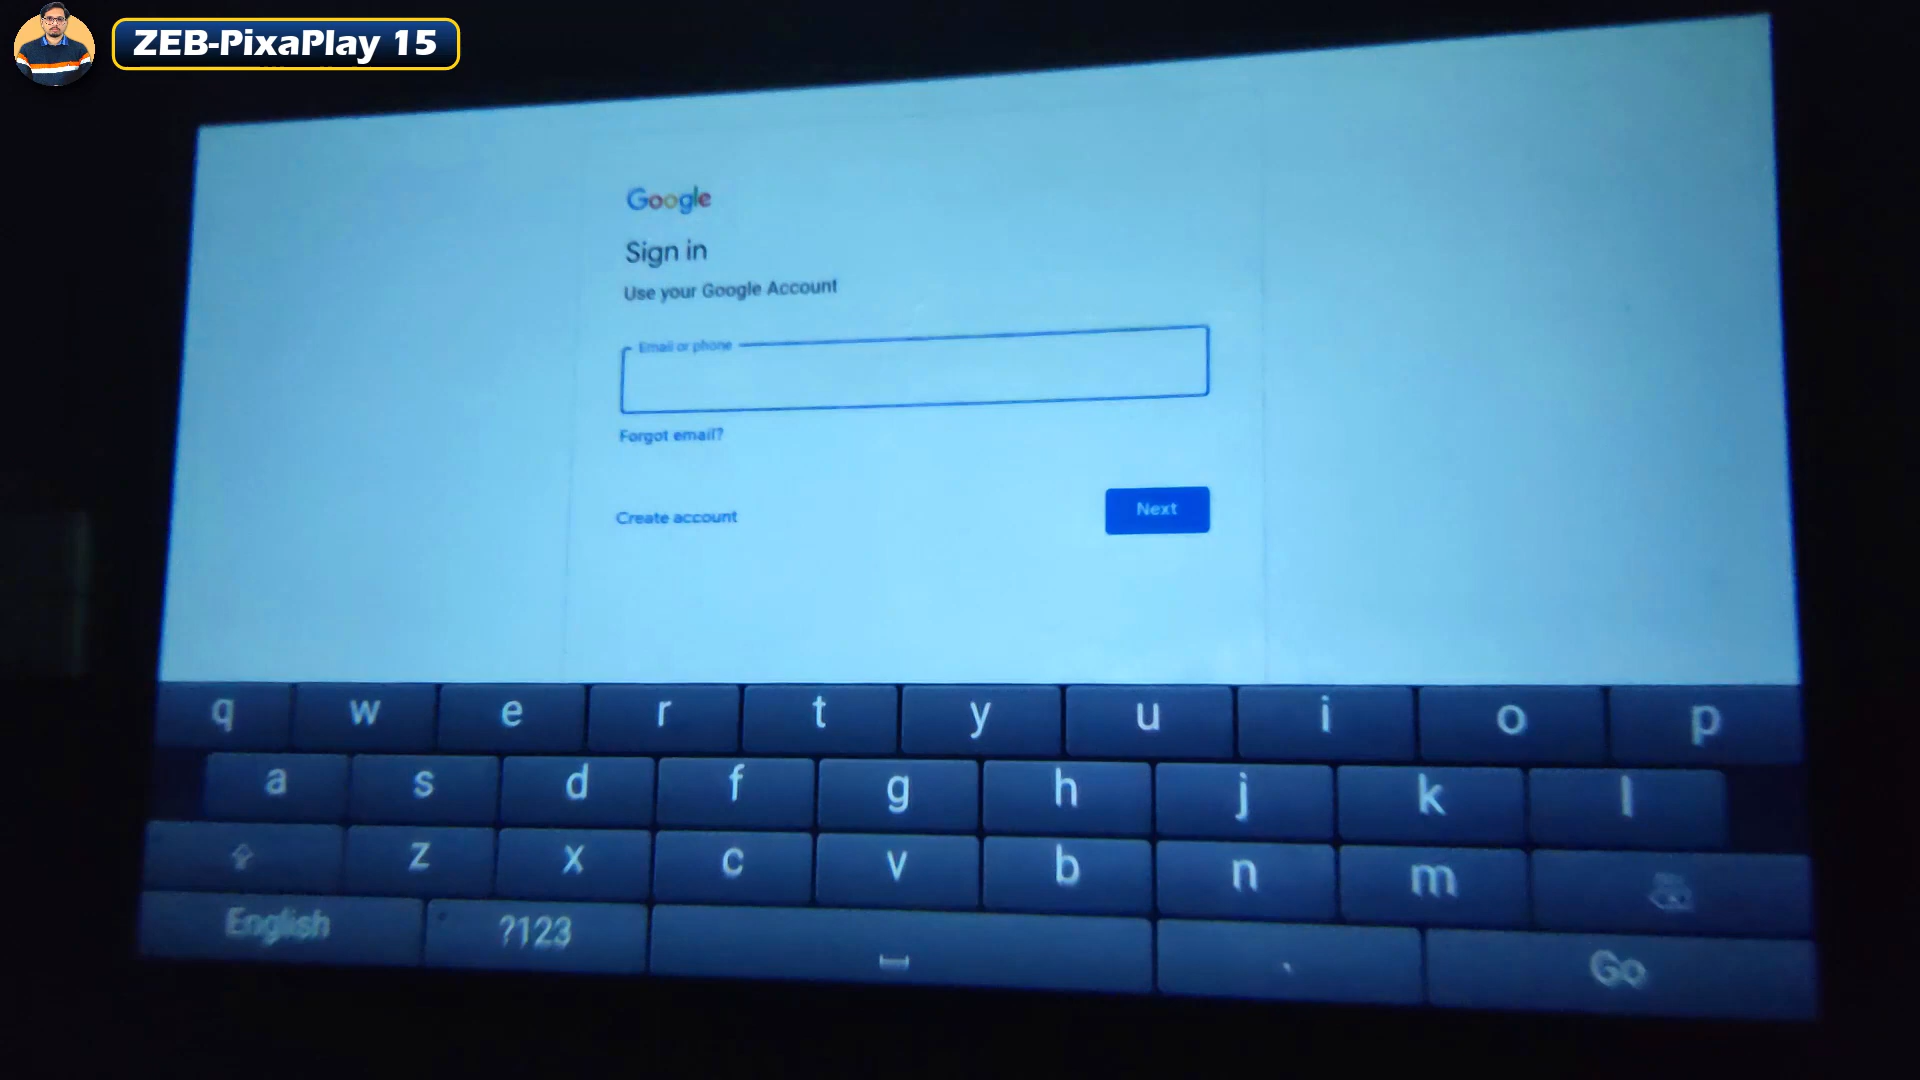 ZEB-PixaPlay 15
Google
Sign in
Use your Google Account
Email or phone
Forgot email?
Create account
Next
q w e r t y u i o p
a s d f g h j k l
z x c v b n m
English ?123 Go